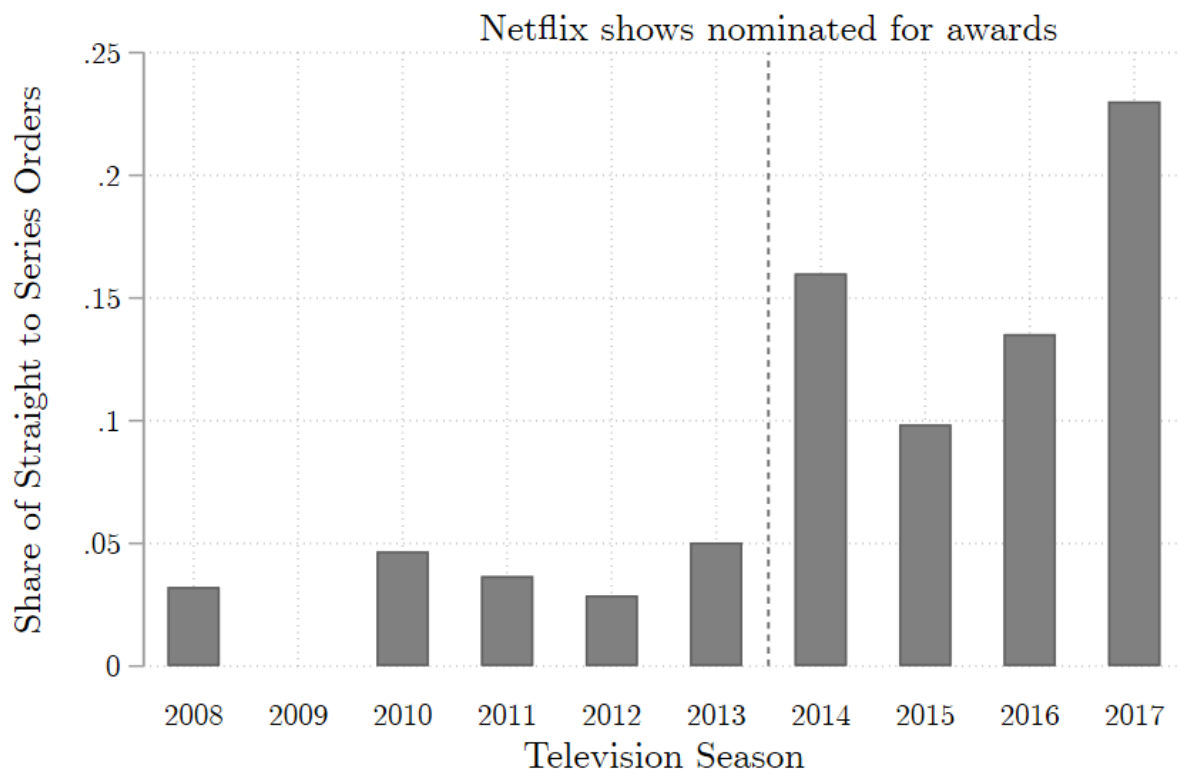 Netflix shows nominated for awards
Share of Straight to Series Orders
.25
.2
.15
.1
.05
0
2008 2009 2010 2011 2012 2013 2014 2015 2016 2017
Television Season